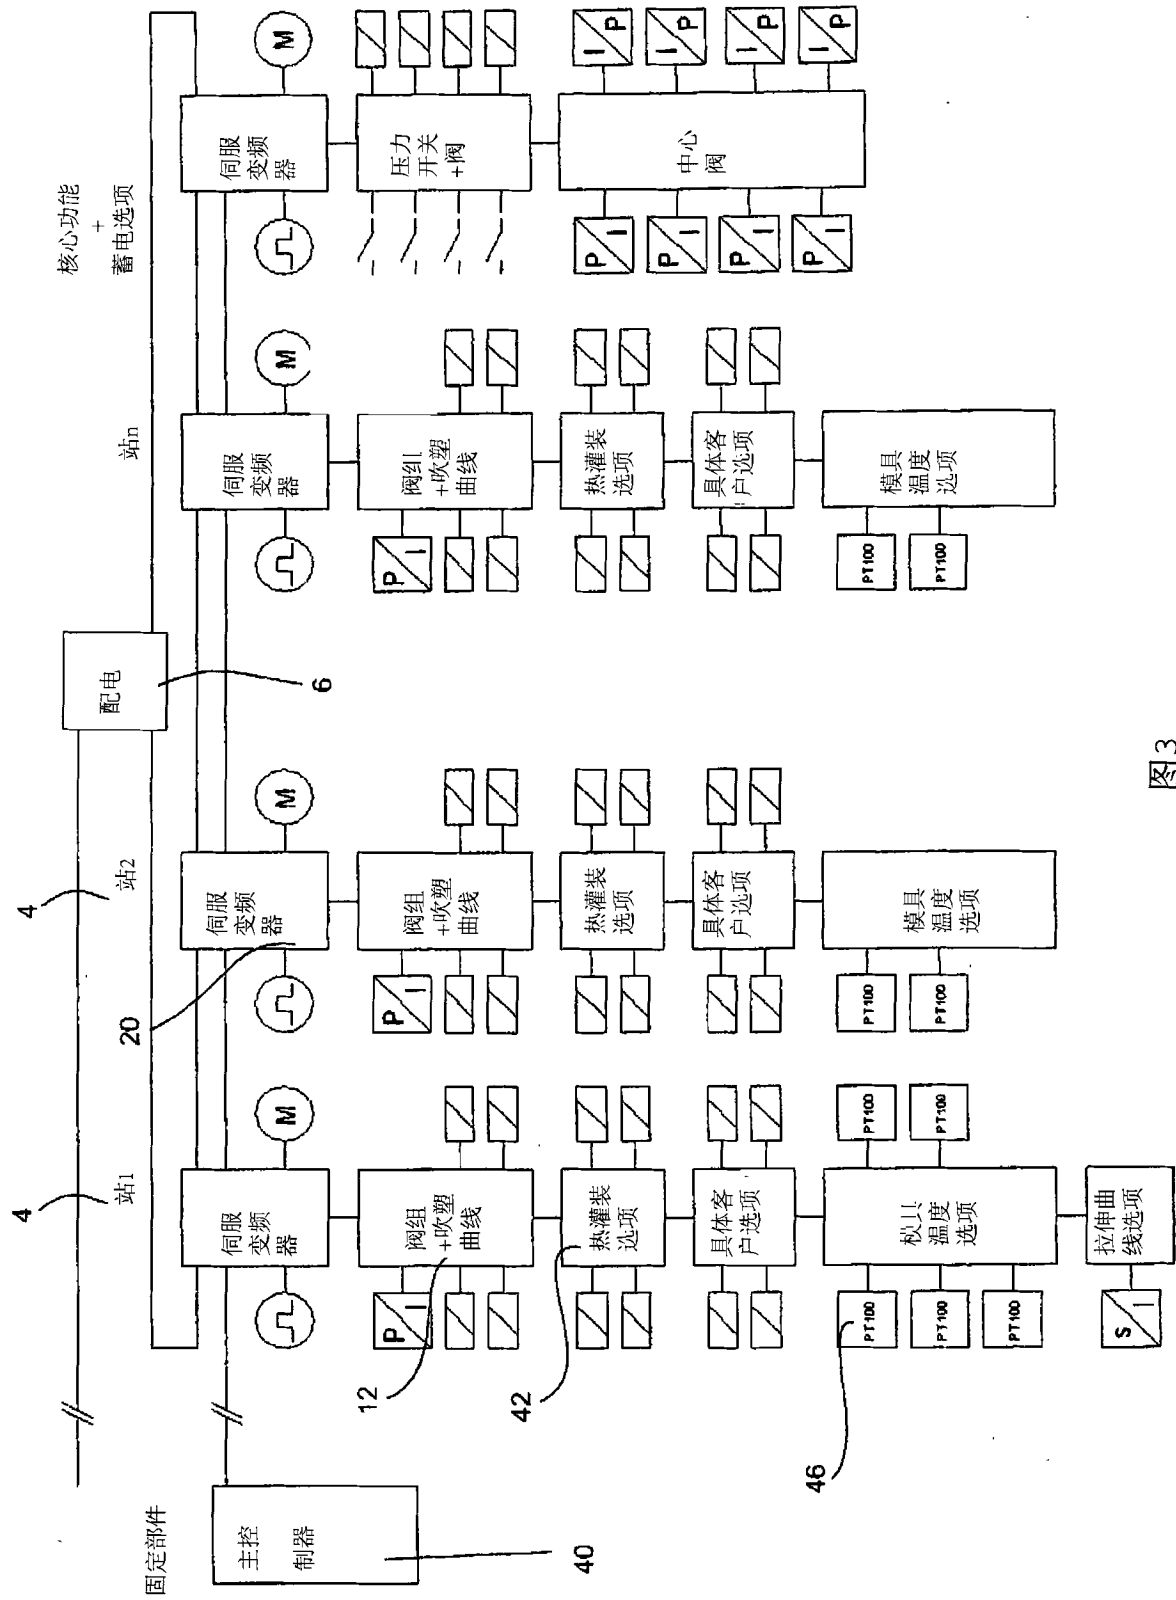 固定部件
主控
制器
40
4
站1
4
站2
配电
6
站n
核心功能
+
蓄电选项
伺服
变频
器
M
阀组
+吹塑
曲线
12
P
I
热灌装
选项
42
具体客
户选项
模具
温度
选项
PT100
PT100
PT100
PT100
PT100
46
拉伸曲
线选项
S
I
20
伺服
变频
器
M
阀组
+吹塑
曲线
P
I
热灌装
选项
具体客
户选项
模具
温度
选项
PT100
PT100
伺服
变频
器
M
阀组
+吹塑
曲线
P
I
热灌装
选项
具体客
户选项
模具
温度
选项
PT100
PT100
伺服
变频
器
M
压力
开关
+阀
中心
阀
P
I
P
I
P
I
P
I
I
P
I
P
I
P
I
P
图3